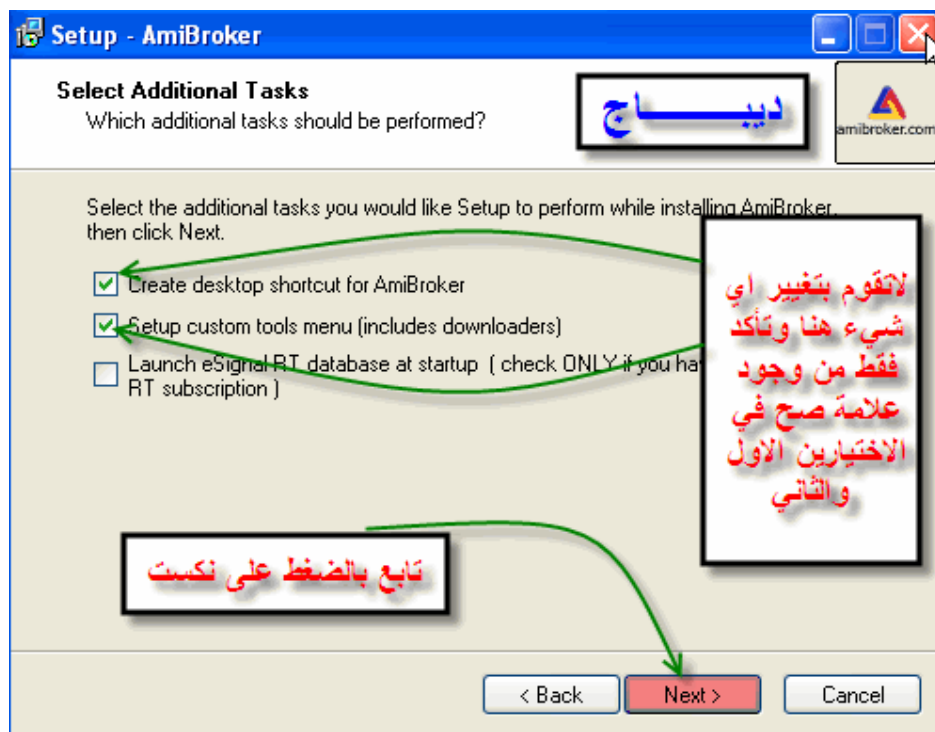 Setup - AmiBroker
Select Additional Tasks
Which additional tasks should be performed?
ديبــــــاج
amibroker.com
Select the additional tasks you would like Setup to perform while installing AmiBroker,
then click Next.
Create desktop shortcut for AmiBroker
Setup custom tools menu (includes downloaders)
Launch eSignal RT database at startup ( check ONLY if you
RT subscription )
لاتقوم بتغيير اي
شيء هنا وتأكد
فقط من وجود
علامة صح في
الاختيارين الاول
والثاني
تابع بالضغط على نكست
< Back
Next >
Cancel